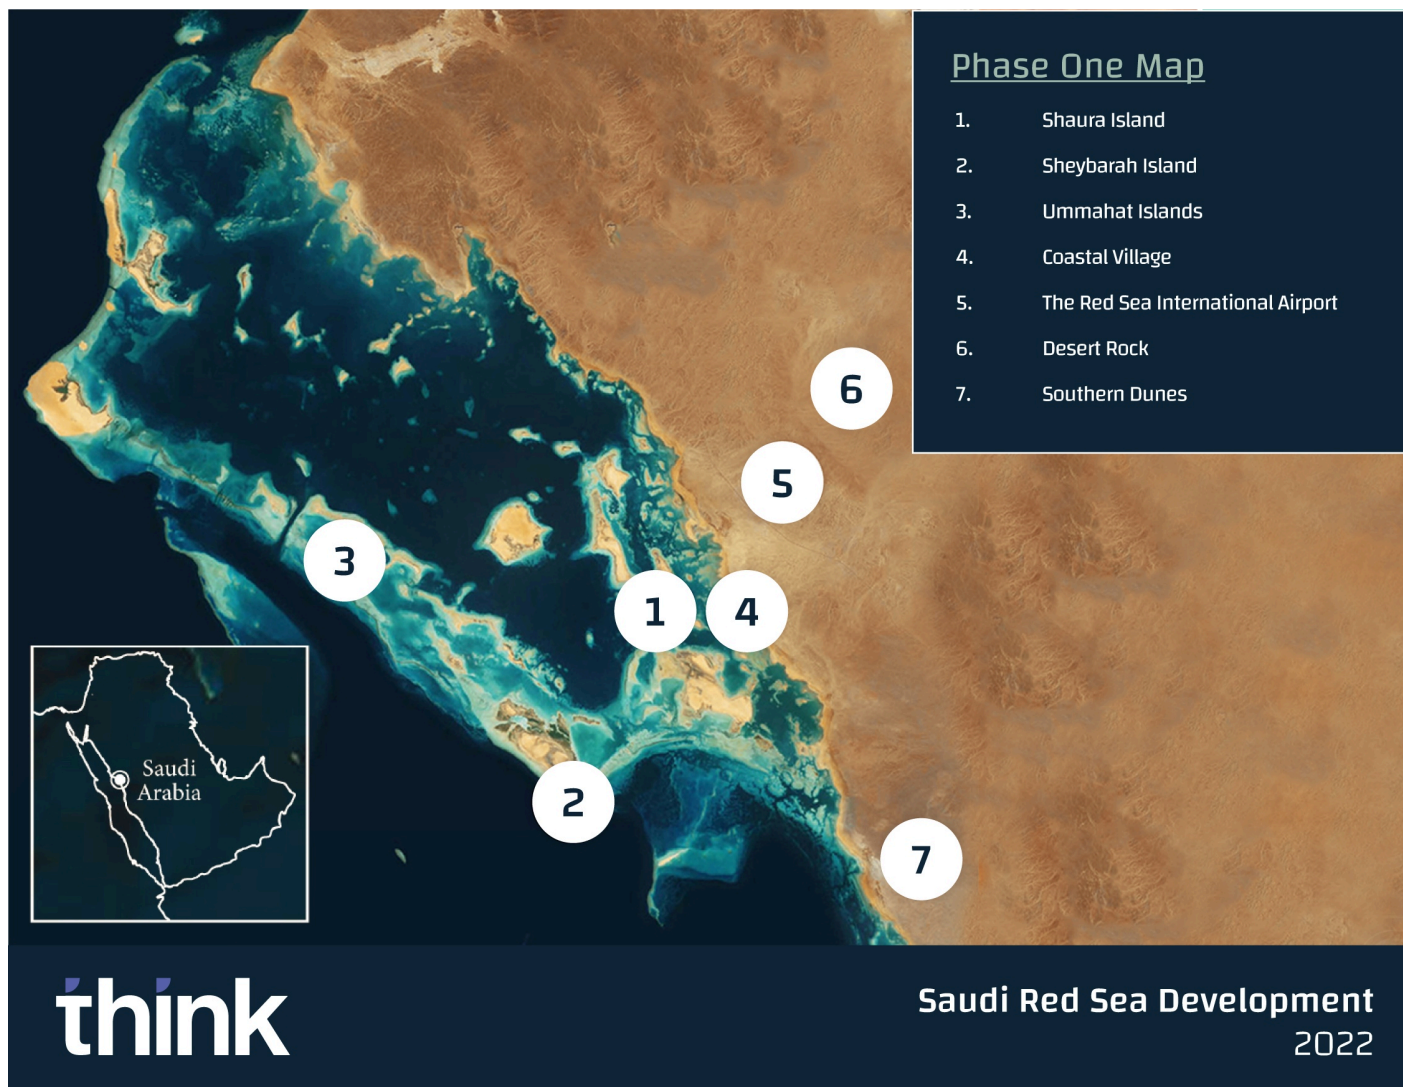 Phase One Map
1. Shaura Island
2. Sheybarah Island
3. Ummahat Islands
4. Coastal Village
5. The Red Sea International Airport
6. Desert Rock
7. Southern Dunes
6
5
3
1
4
2
7
Saudi
Arabia
think
Saudi Red Sea Development
2022